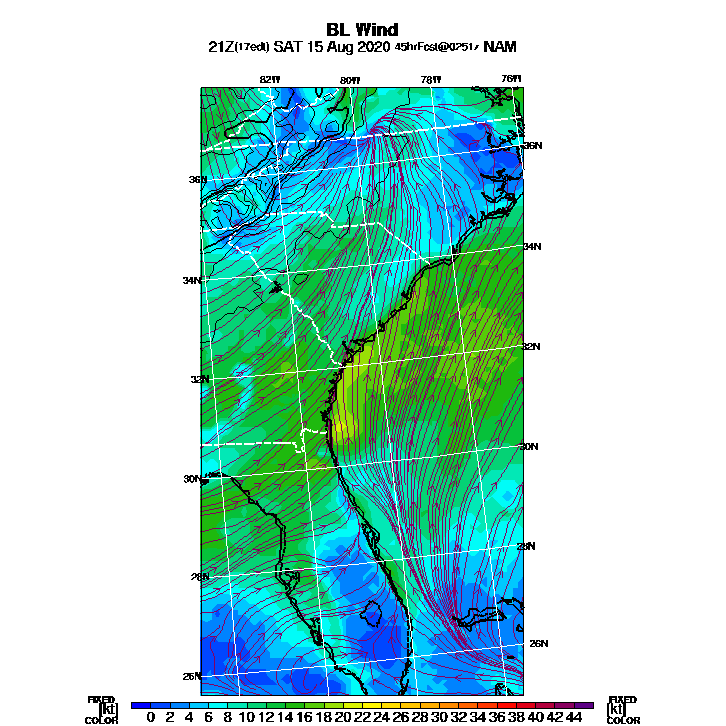 BL Wind
21Z(17edt) SAT 15 Aug 2020 45hrFcst@0251z NAM
82W 80W 78W 76W
36N 36N
34N 34N
32N 32N
30N 30N
28N 28N
26N 26N
FIXED FIXED
[kt] 0 2 4 6 8 10 12 14 16 18 20 22 24 26 28 30 32 34 36 38 40 42 44 [kt]
COLOR COLOR